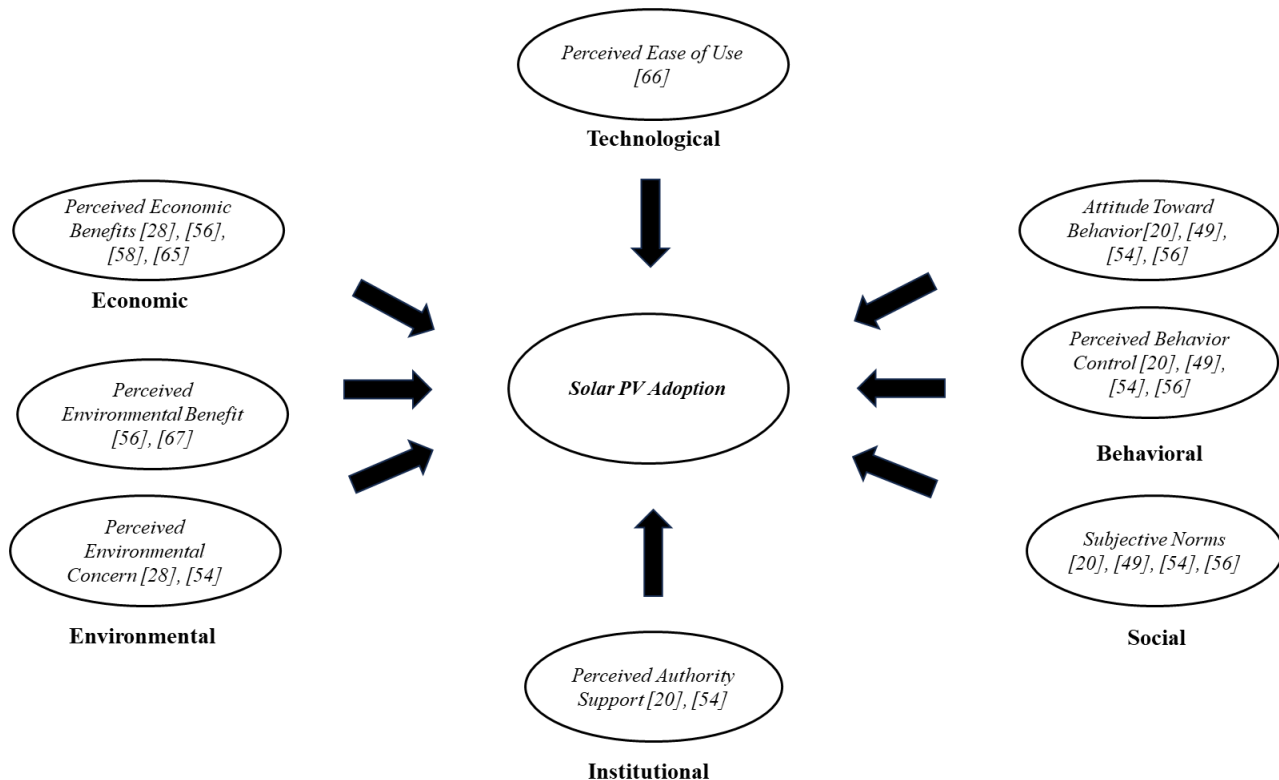 Perceived Ease of Use
[66]
Technological
Perceived Economic
Benefits [28], [56],
[58], [65]
Economic
Perceived
Environmental Benefit
[56], [67]
Perceived
Environmental
Concern [28], [54]
Environmental
Solar PV Adoption
Perceived Authority
Support [20], [54]
Institutional
Attitude Toward
Behavior[20], [49],
[54], [56]
Perceived Behavior
Control [20], [49],
[54], [56]
Behavioral
Subjective Norms
[20], [49], [54], [56]
Social